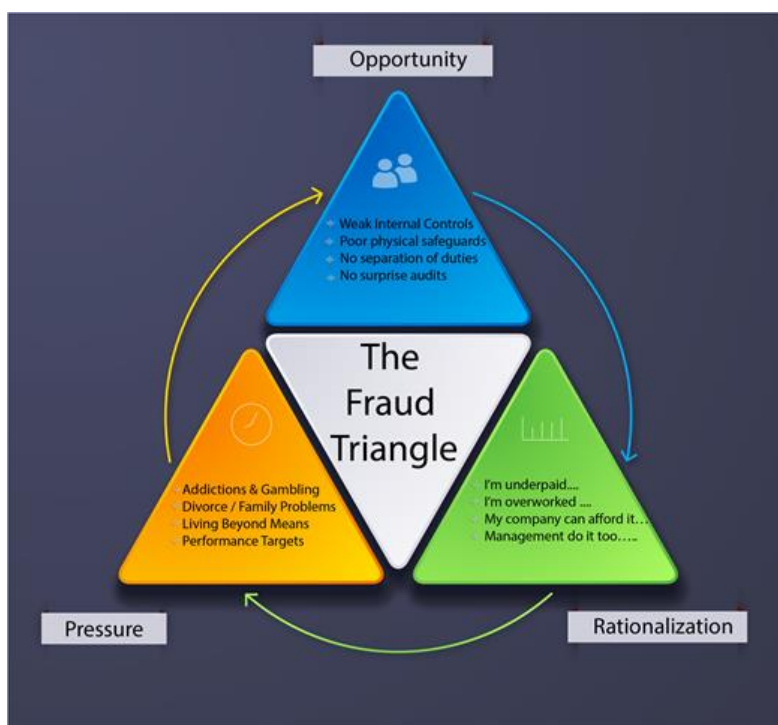 Opportunity
Weak Internal Controls
Poor physical safeguards
No separation of duties
No surprise audits
The
Fraud
Triangle
Addictions & Gambling
Divorce / Family Problems
Living Beyond Means
Performance Targets
I'm underpaid....
I'm overworked ....
My company can afford it...
Management do it too.....
Pressure
Rationalization